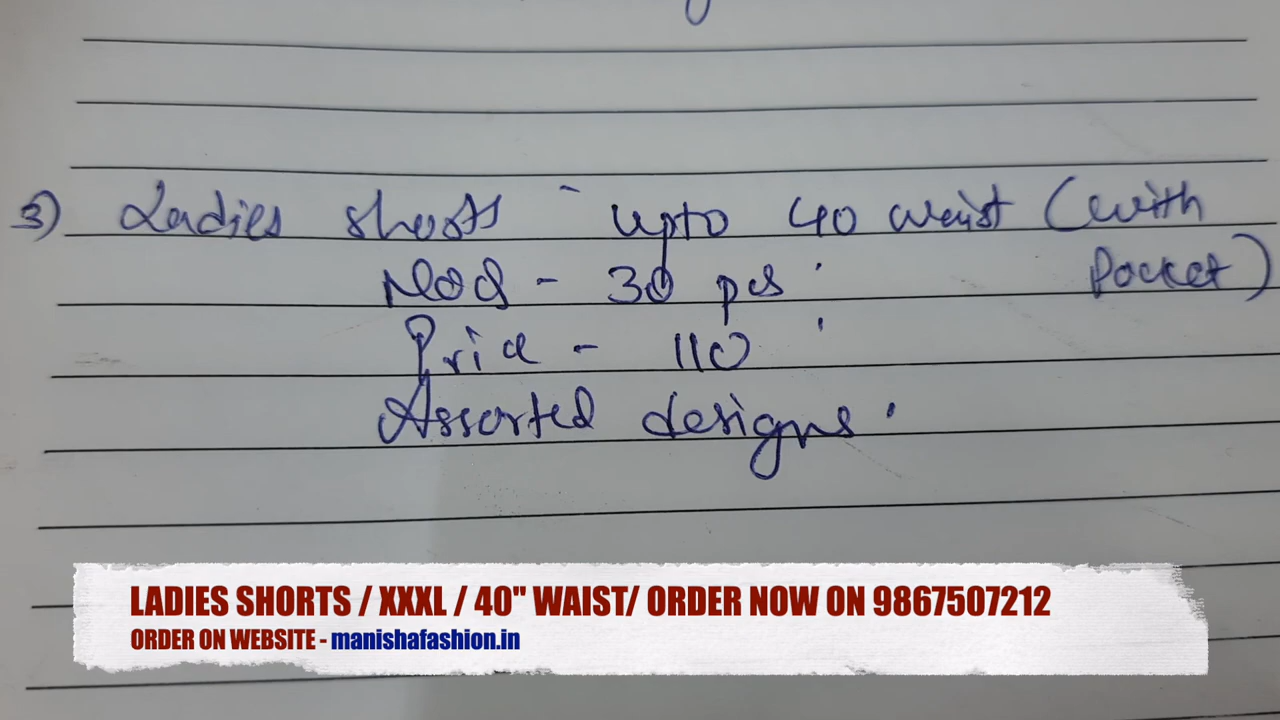 3) Ladies shorts - upto 40 waist (with
Pocket)
MOQ - 30 pcs
Price - 110
Assorted designs
LADIES SHORTS / XXXL / 40" WAIST/ ORDER NOW ON 9867507212
ORDER ON WEBSITE - manishafashion.in